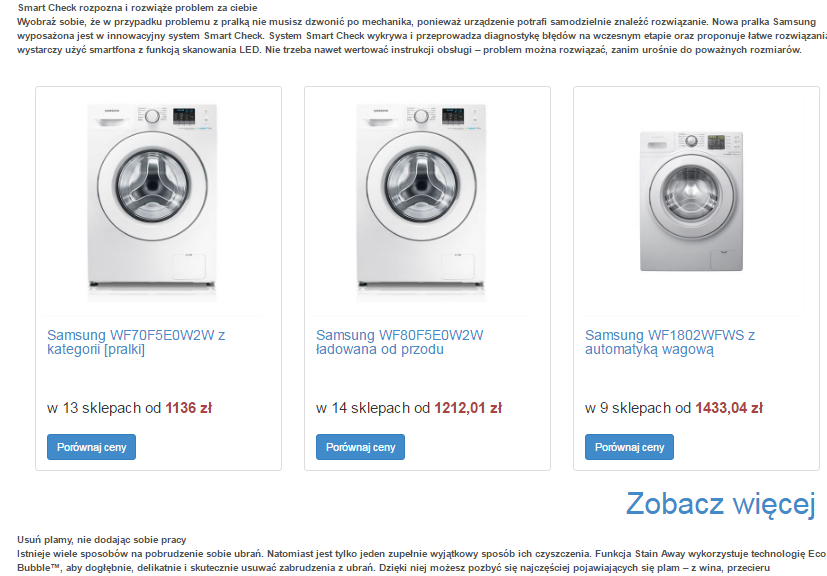 Smart Check rozpozna i rozwiąże problem za ciebie
Wyobraź sobie, że w przypadku problemu z pralką nie musisz dzwonić po mechanika, ponieważ urządzenie potrafi samodzielnie znaleźć rozwiązanie. Nowa pralka Samsung
wyposażona jest w innowacyjny system Smart Check. System Smart Check wykrywa i przeprowadza diagnostykę błędów na wczesnym etapie oraz proponuje łatwe rozwiązani
wystarczy użyć smartfona z funkcją skanowania LED. Nie trzeba nawet wertować instrukcji obsługi – problem można rozwiązać, zanim urośnie do poważnych rozmiarów.
Samsung WF70F5E0W2W z
kategorii [pralki]
w 13 sklepach od 1136 zł
Porównaj ceny
Samsung WF80F5E0W2W
ładowana od przodu
w 14 sklepach od 1212,01 zł
Porównaj ceny
Samsung WF1802WFWS z
automatyką wagową
w 9 sklepach od 1433,04 zł
Porównaj ceny
Zobacz więcej
Usuń plamy, nie dodając sobie pracy
Istnieje wiele sposobów na pobrudzenie sobie ubrań. Natomiast jest tylko jeden zupełnie wyjątkowy sposób ich czyszczenia. Funkcja Stain Away wykorzystuje technologię Eco
Bubble™, aby dogłębnie, delikatnie i skutecznie usuwać zabrudzenia z ubrań. Dzięki niej możesz pozbyć się najczęściej pojawiających się plam – z wina, przecieru